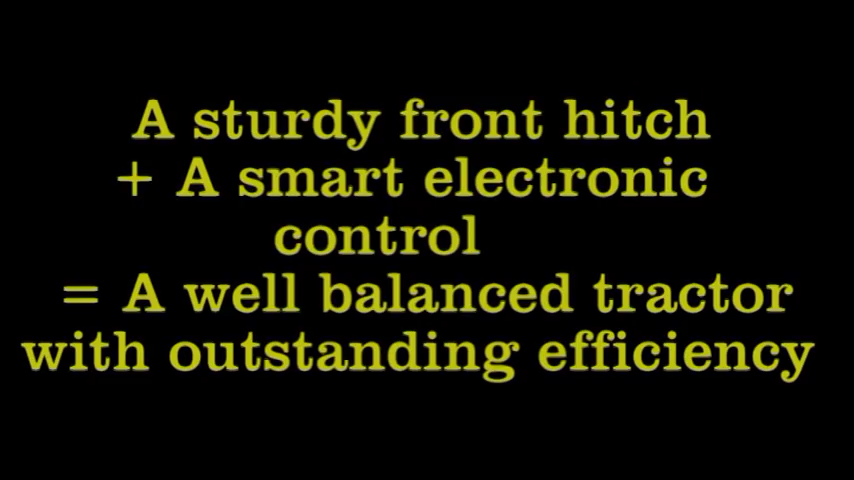 A sturdy front hitch
+ A smart electronic
control
= A well balanced tractor
with outstanding efficiency